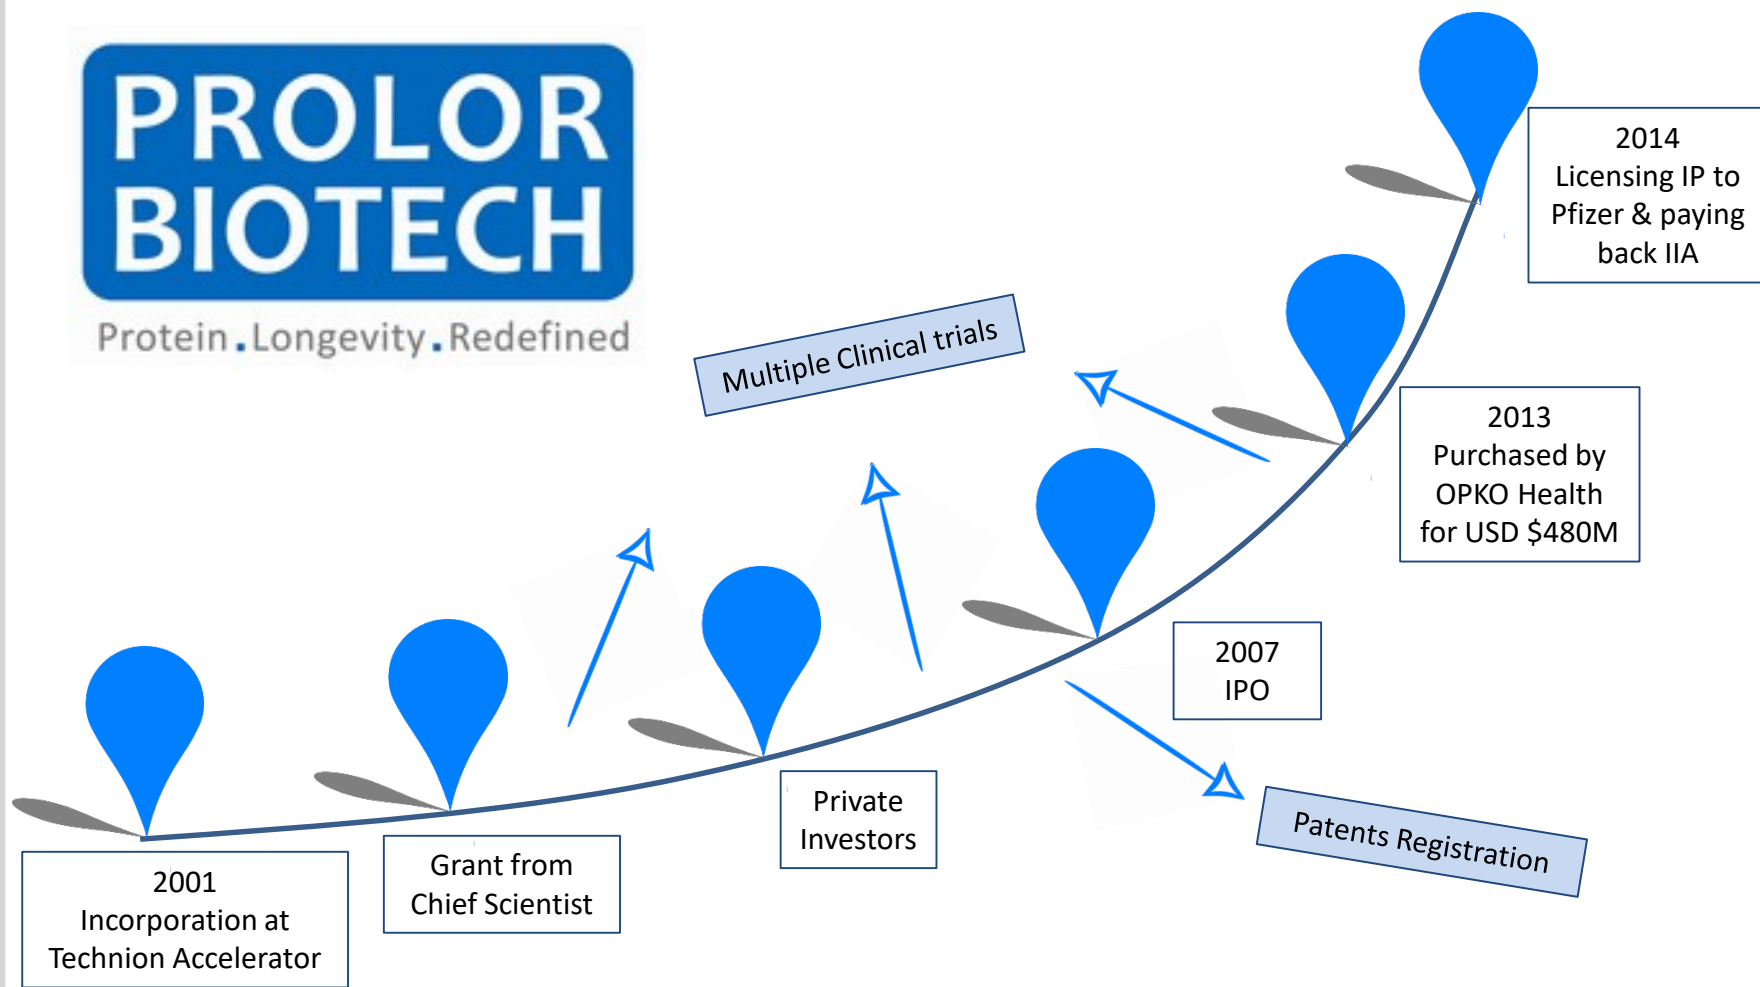 PROLOR
BIOTECH
Protein.Longevity.Redefined
2014
Licensing IP to
Pfizer & paying
back IIA
Multiple Clinical trials
2013
Purchased by
OPKO Health
for USD $480M
2007
IPO
Private
Investors
Patents Registration
Grant from
Chief Scientist
2001
Incorporation at
Technion Accelerator